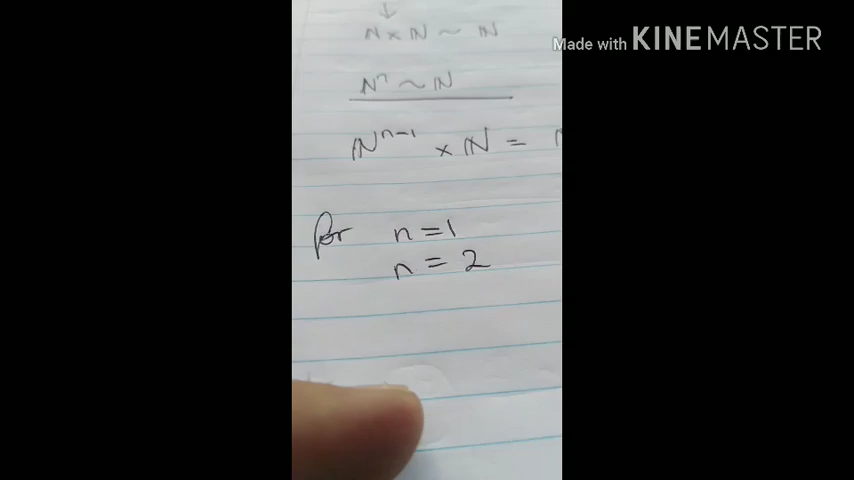 ↓
N × ℕ ~ ℕ
Made with KINEMASTER
ℕⁿ ~ ℕ
ℕⁿ⁻¹ × ℕ =
for n = 1
n = 2